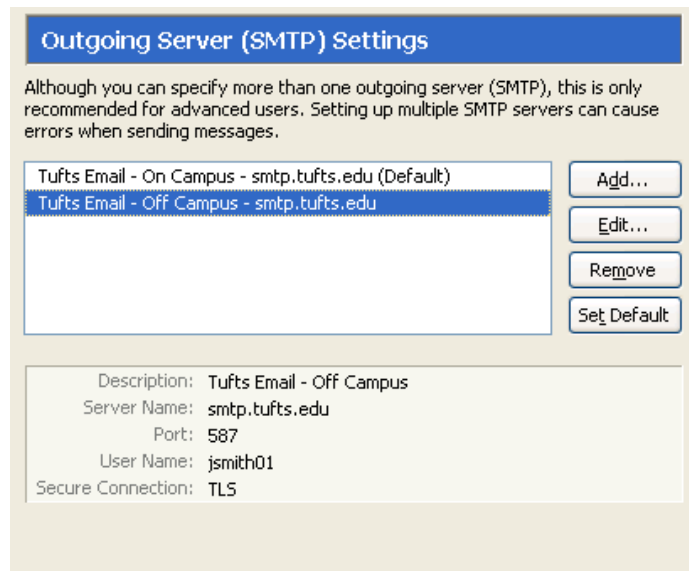 Outgoing Server (SMTP) Settings
Although you can specify more than one outgoing server (SMTP), this is only
recommended for advanced users. Setting up multiple SMTP servers can cause
errors when sending messages.
Tufts Email - On Campus - smtp.tufts.edu (Default)
Tufts Email - Off Campus - smtp.tufts.edu
Add...
Edit...
Remove
Set Default
Description: Tufts Email - Off Campus
Server Name: smtp.tufts.edu
Port: 587
User Name: jsmith01
Secure Connection: TLS